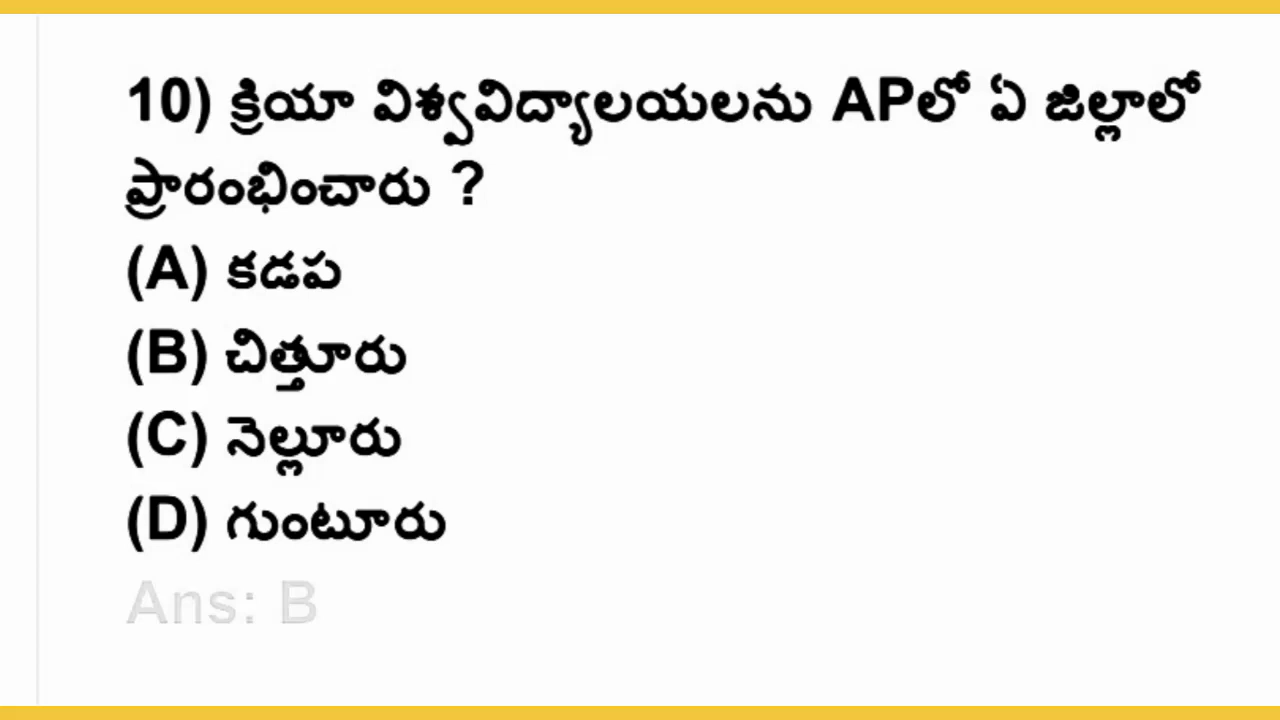 10) క్రియా విశ్వవిద్యాలయలను APలో ఏ జిల్లాలో
ప్రారంభించారు ?
(A) కడప
(B) చిత్తూరు
(C) నెల్లూరు
(D) గుంటూరు
Ans: B